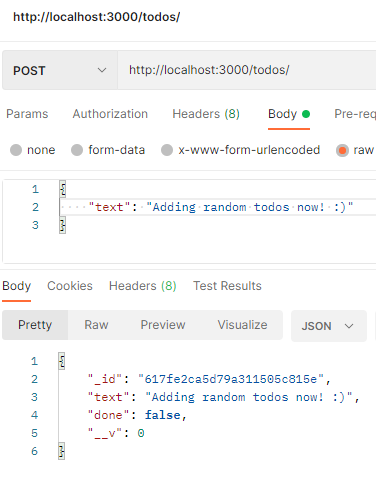 http://localhost:3000/todos/
POST http://localhost:3000/todos/
Params Authorization Headers (8) Body Pre-req
none form-data x-www-form-urlencoded raw
1 {
2 "text": "Adding random todos now! :)"
3 }
Body Cookies Headers (8) Test Results
Pretty Raw Preview Visualize JSON
1 {
2 "_id": "617fe2ca5d79a311505c815e",
3 "text": "Adding random todos now! :)",
4 "done": false,
5 "__v": 0
6 }